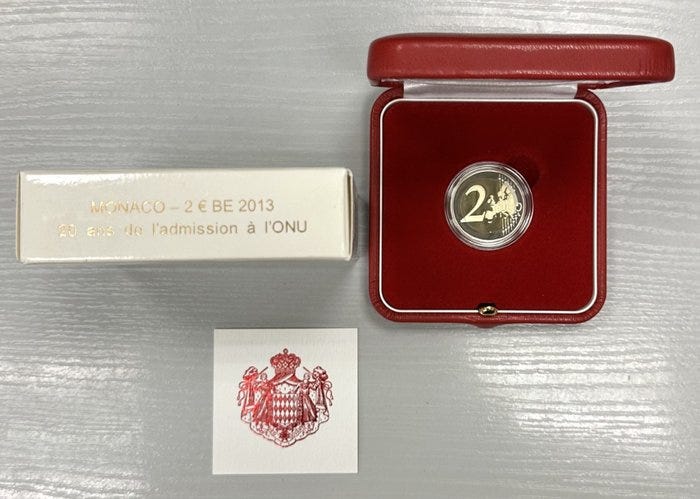 MONACO – 2 € BE 2013
20 ans de l'admission à l'ONU
2